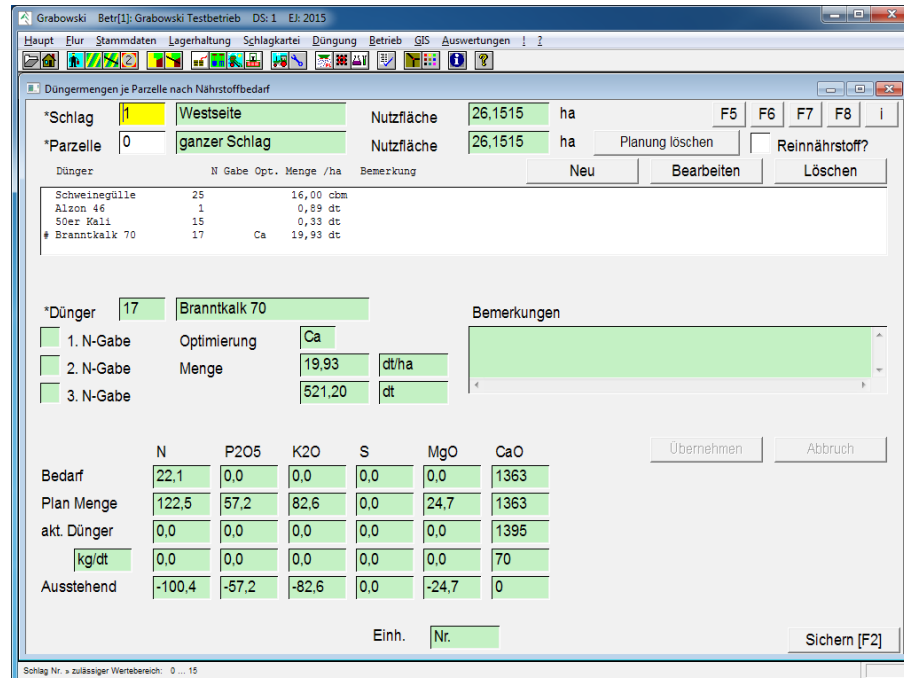 Grabowski Betr[1]: Grabowski Testbetrieb DS: 1 EJ: 2015
Haupt Flur Stammdaten Lagerhaltung Schlagkartei Düngung Betrieb GIS Auswertungen ! ?
Düngermengen je Parzelle nach Nährstoffbedarf
*Schlag 1 Westseite Nutzfläche 26,1515 ha F5 F6 F7 F8 i
*Parzelle 0 ganzer Schlag Nutzfläche 26,1515 ha Planung löschen Reinnährstoff?
Dünger N Gabe Opt. Menge /ha Bemerkung Neu Bearbeiten Löschen
Schweinegülle 25 16,00 cbm
Alzon 46 1 0,89 dt
50er Kali 15 0,33 dt
# Branntkalk 70 17 Ca 19,93 dt
*Dünger 17 Branntkalk 70 Bemerkungen
1. N-Gabe Optimierung Ca
2. N-Gabe Menge 19,93 dt/ha
3. N-Gabe 521,20 dt
N P2O5 K2O S MgO CaO Übernehmen Abbruch
Bedarf 22,1 0,0 0,0 0,0 0,0 1363
Plan Menge 122,5 57,2 82,6 0,0 24,7 1363
akt. Dünger 0,0 0,0 0,0 0,0 0,0 1395
kg/dt 0,0 0,0 0,0 0,0 0,0 70
Ausstehend -100,4 -57,2 -82,6 0,0 -24,7 0
Einh. Nr. Sichern [F2]
Schlag Nr. » zulässiger Wertebereich: 0 ... 15